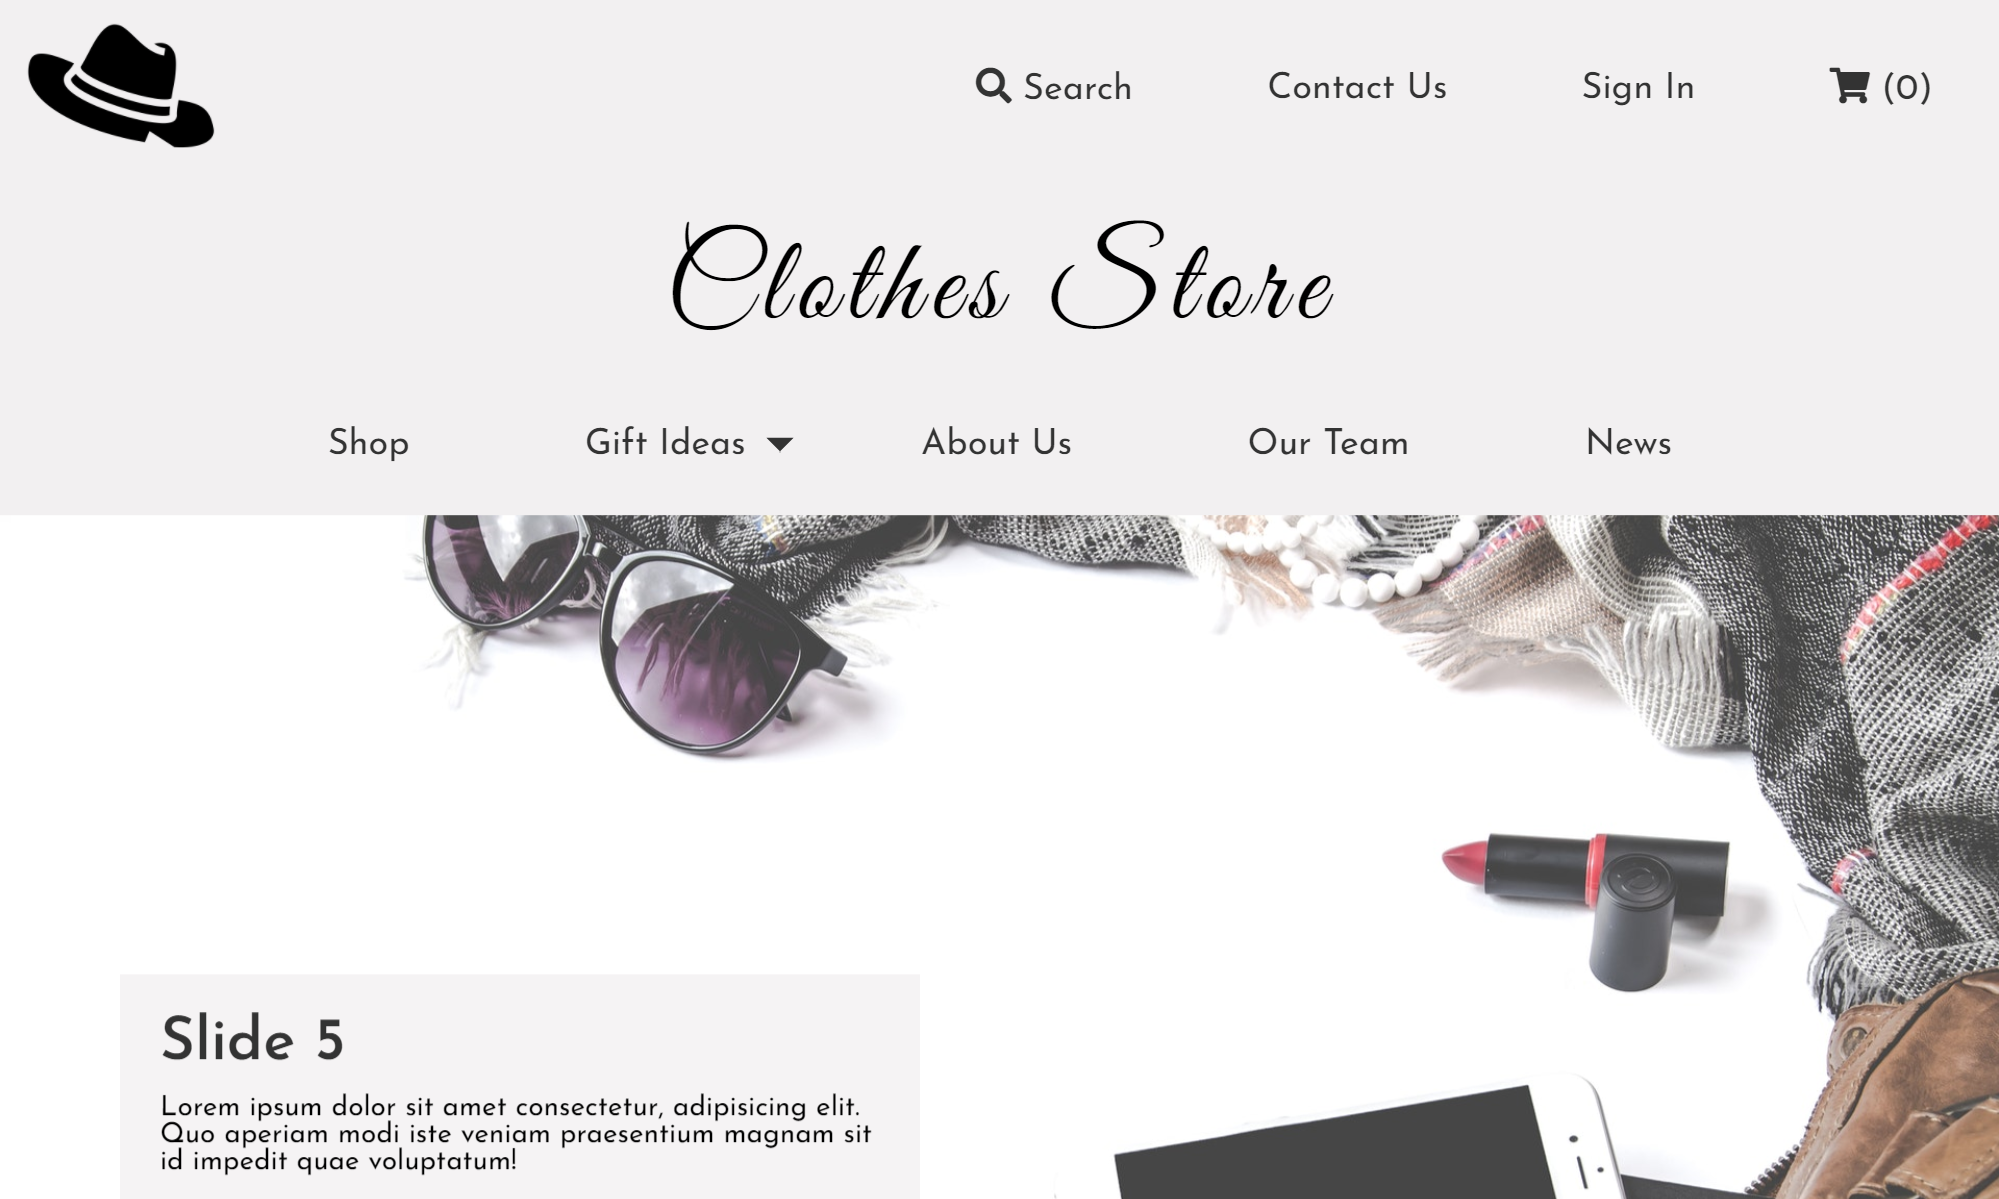 Search Contact Us Sign In (0)
Clothes Store
Shop Gift Ideas About Us Our Team News
Slide 5
Lorem ipsum dolor sit amet consectetur, adipisicing elit.
Quo aperiam modi iste veniam praesentium magnam sit
id impedit quae voluptatum!